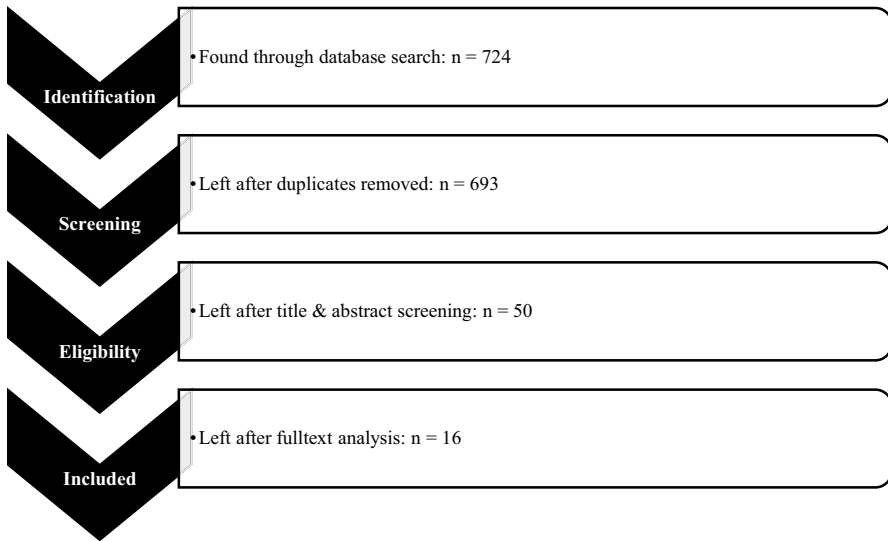 Identification
•Found through database search: n = 724
Screening
•Left after duplicates removed: n = 693
Eligibility
•Left after title & abstract screening: n = 50
Included
•Left after fulltext analysis: n = 16